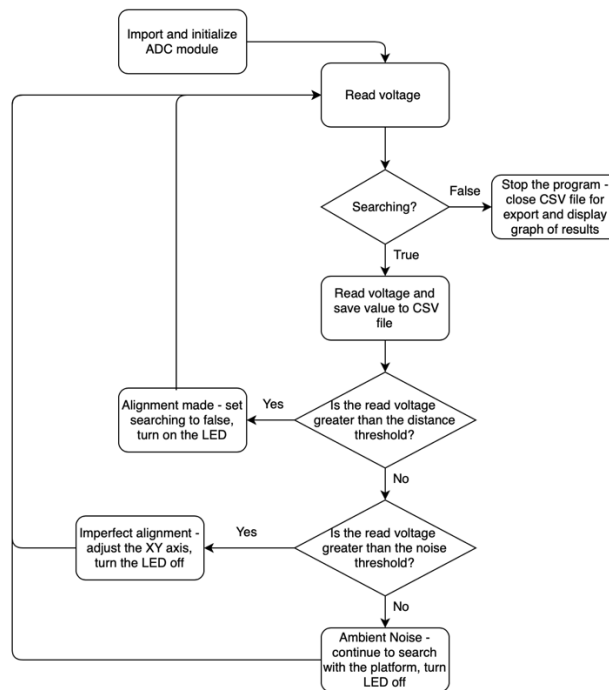 Import and initialize
ADC module
Read voltage
Searching?
False
Stop the program -
close CSV file for
export and display
graph of results
True
Read voltage and
save value to CSV
file
Is the read voltage
greater than the distance
threshold?
Yes
Alignment made - set
searching to false,
turn on the LED
No
Is the read voltage
greater than the noise
threshold?
Yes
Imperfect alignment -
adjust the XY axis,
turn the LED off
No
Ambient Noise -
continue to search
with the platform, turn
LED off